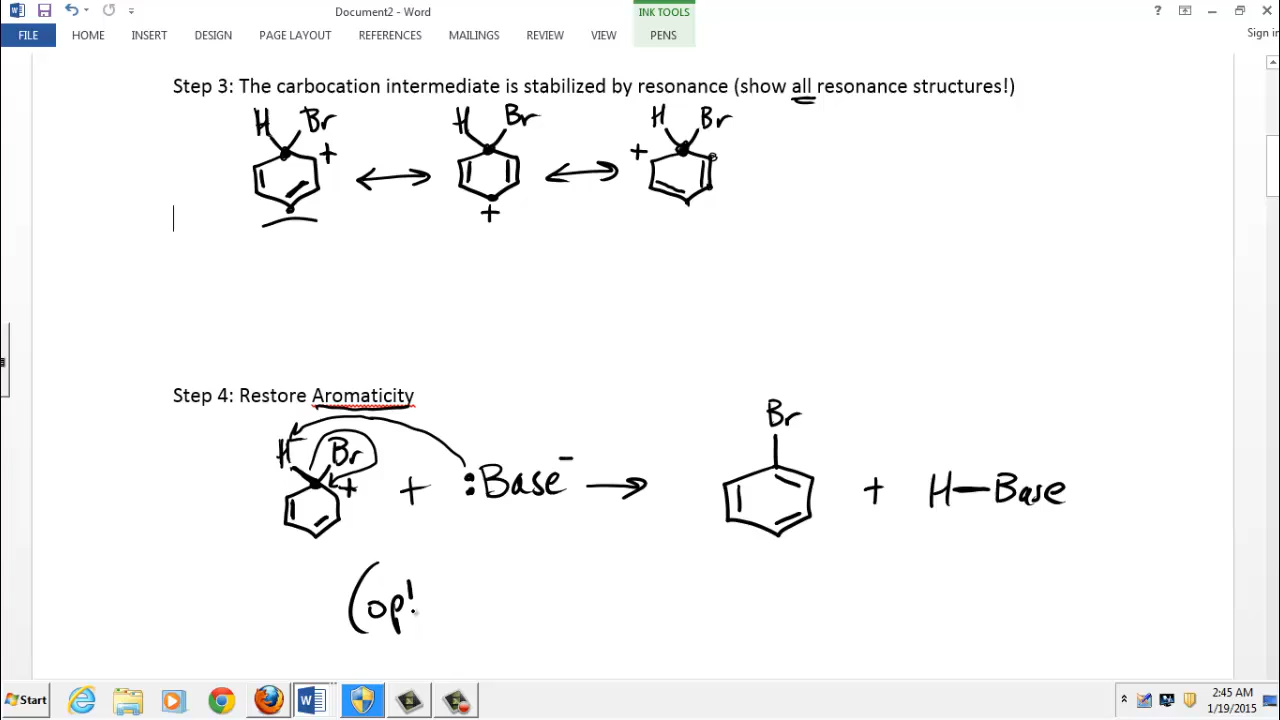 Document2 - Word
INK TOOLS
?
FILE
HOME
INSERT
DESIGN
PAGE LAYOUT
REFERENCES
MAILINGS
REVIEW
VIEW
PENS
Sign in
Step 3: The carbocation intermediate is stabilized by resonance (show all resonance structures!)
H Br + H Br + H Br
+
Step 4: Restore Aromaticity
H Br + + :Base⁻ → Br + H—Base
(op
Start
2:45 AM
1/19/2015